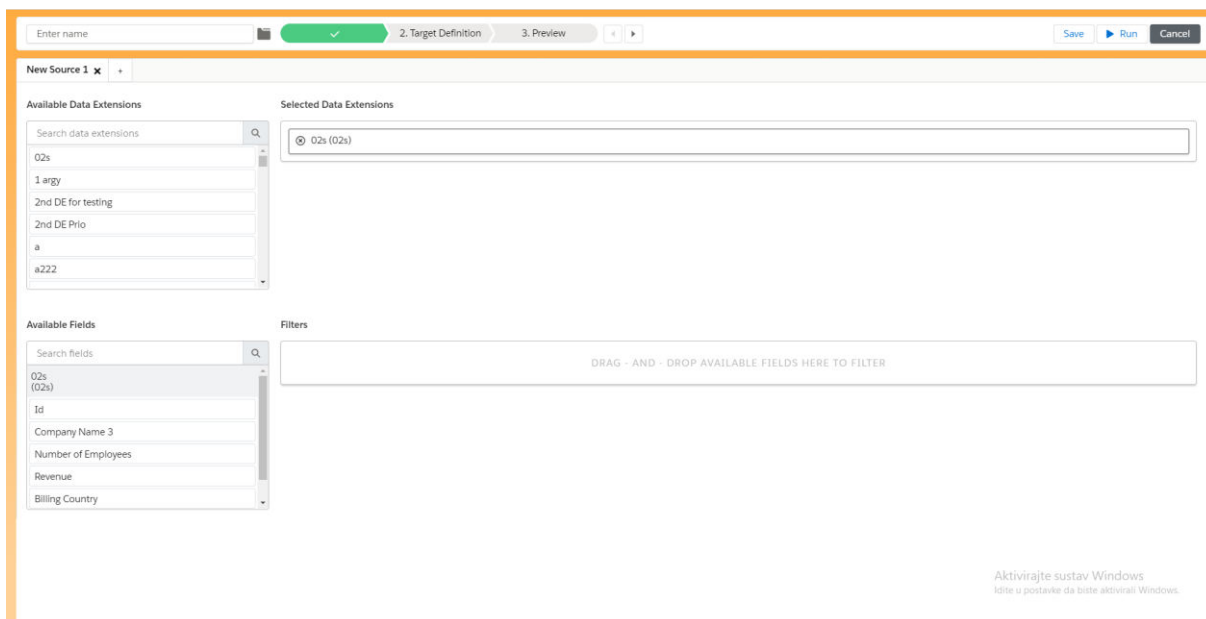 Enter name
2. Target Definition
3. Preview
Save
Run
Cancel
New Source 1
+
Available Data Extensions
Selected Data Extensions
Search data extensions
02s (02s)
02s
1 argy
2nd DE for testing
2nd DE Prio
a
a222
Available Fields
Filters
Search fields
DRAG - AND - DROP AVAILABLE FIELDS HERE TO FILTER
02s
(02s)
Id
Company Name 3
Number of Employees
Revenue
Billing Country
Aktivirajte sustav Windows
Idite u postavke da biste aktivirali Windows.